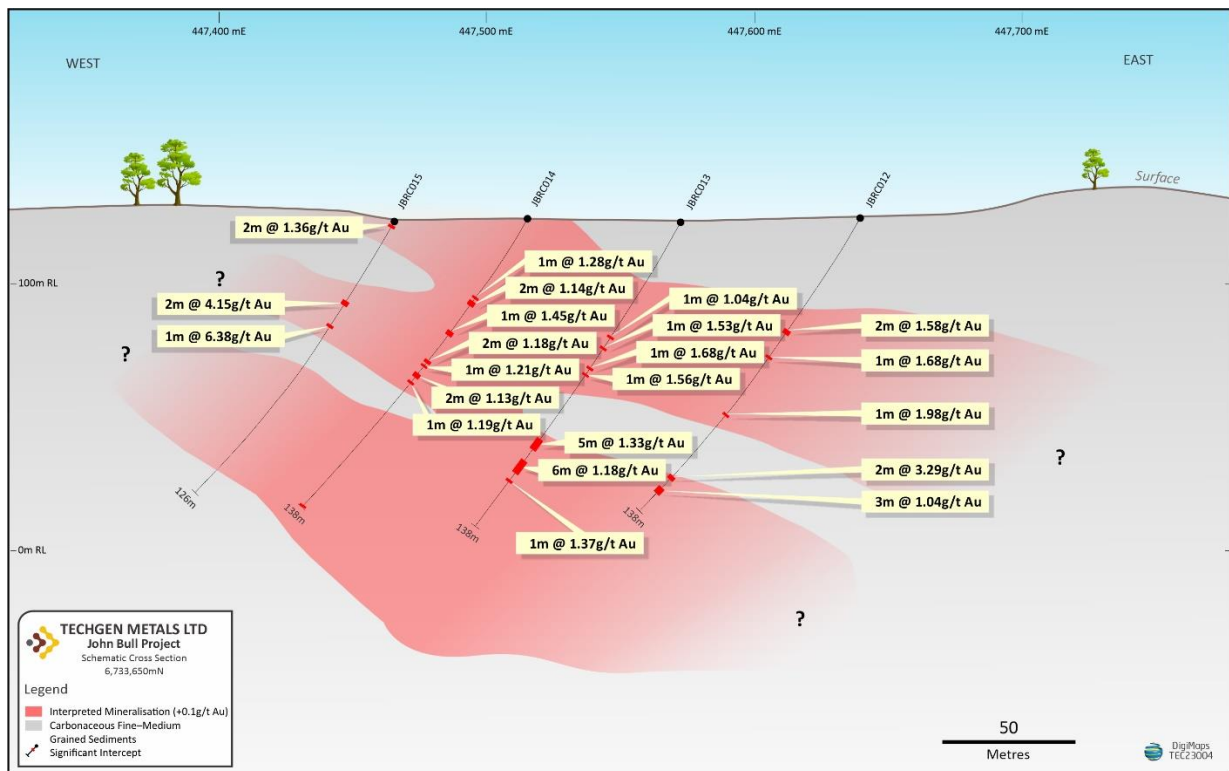 447,400 mE
447,500 mE
447,600 mE
447,700 mE
WEST
EAST
JBRC015
JBRC014
JBRC013
JBRC012
Surface
2m @ 1.36g/t Au
?
100m RL
2m @ 4.15g/t Au
1m @ 6.38g/t Au
?
1m @ 1.28g/t Au
2m @ 1.14g/t Au
1m @ 1.45g/t Au
2m @ 1.18g/t Au
1m @ 1.21g/t Au
2m @ 1.13g/t Au
1m @ 1.19g/t Au
1m @ 1.04g/t Au
1m @ 1.53g/t Au
1m @ 1.68g/t Au
1m @ 1.56g/t Au
5m @ 1.33g/t Au
6m @ 1.18g/t Au
1m @ 1.37g/t Au
2m @ 1.58g/t Au
1m @ 1.68g/t Au
1m @ 1.98g/t Au
2m @ 3.29g/t Au
3m @ 1.04g/t Au
?
126m
138m
138m
138m
0m RL
?
TECHGEN METALS LTD
John Bull Project
Schematic Cross Section
6,733,650mN
Legend
Interpreted Mineralisation (+0.1g/t Au)
Carbonaceous Fine–Medium
Grained Sediments
Significant Intercept
50
Metres
DigiMaps
TEC23004